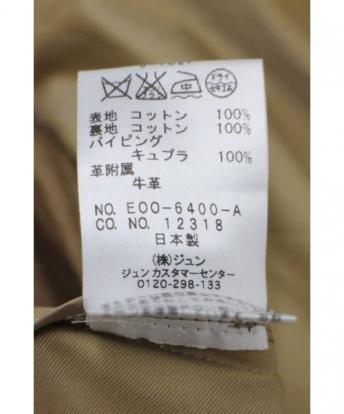 中
ドライ
セキユ系
表地 コットン 100%
裏地 コットン 100%
パイピング
キュプラ 100%
革附属
牛革
NO. E00-6400-A
CO. NO. 12318
日本製
(株)ジュン
ジュン カスタマーセンター
0120-298-133